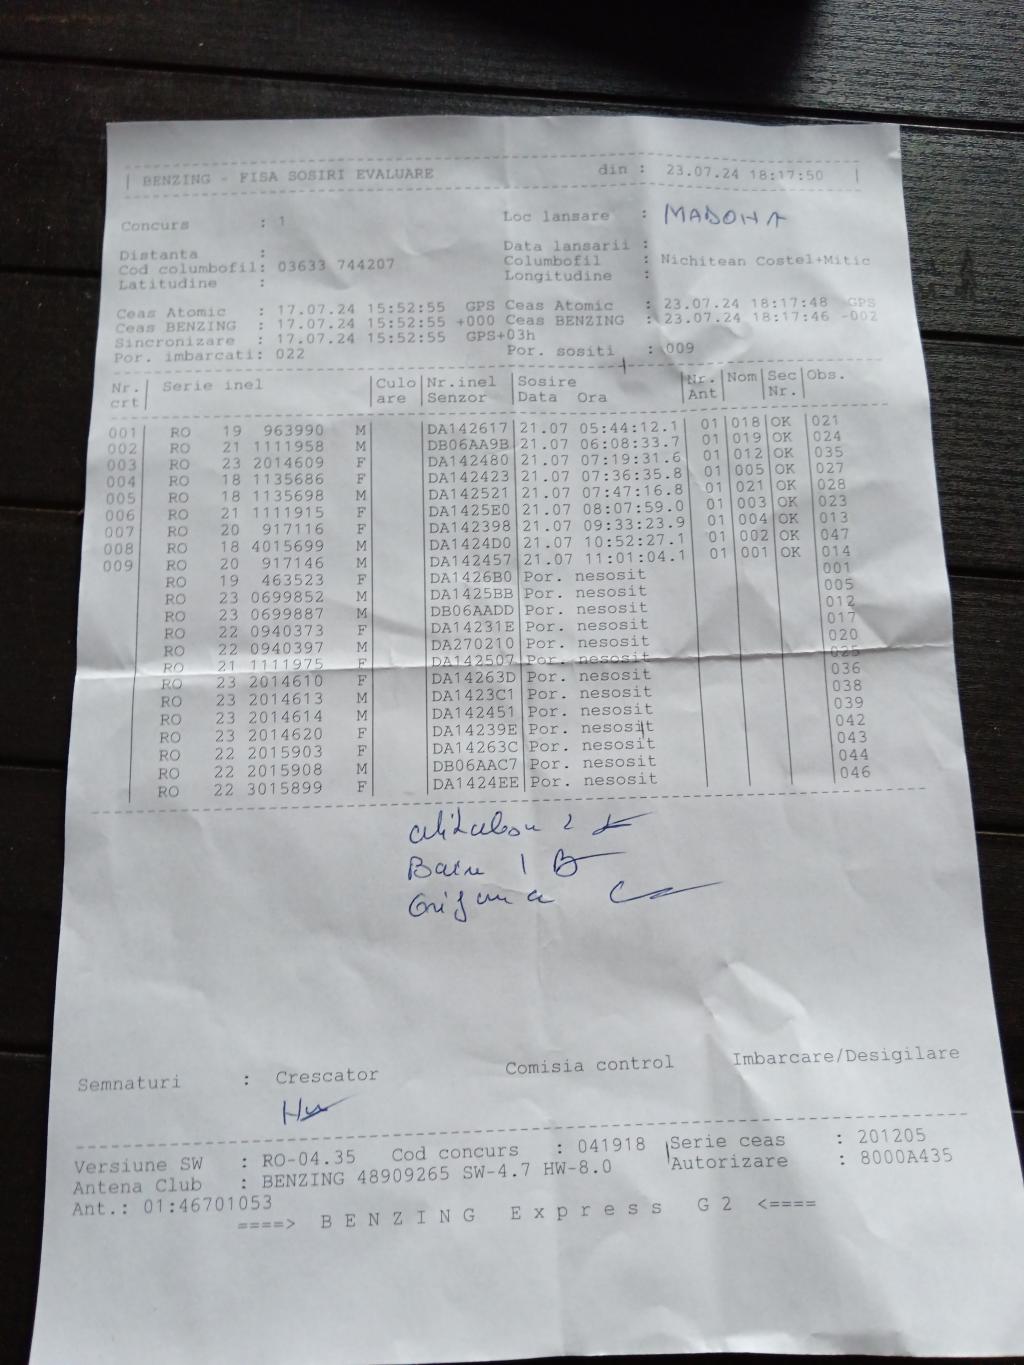 BENZING - FISA SOSIRI EVALUARE din : 23.07.24 18:17:50
Concurs : 1 Loc lansare : MADONA
Distanta : Data lansarii :
Cod columbofil: 03633 744207 Columbofil : Nichitean Costel+Mitic
Latitudine : Longitudine :
Ceas Atomic : 17.07.24 15:52:55 GPS Ceas Atomic : 23.07.24 18:17:48 GPS
Ceas BENZING : 17.07.24 15:52:55 +000 Ceas BENZING : 23.07.24 18:17:46 -002
Sincronizare : 17.07.24 15:52:55 GPS+03h
Por. imbarcati: 022 Por. sositi : 009
Nr. Serie inel Culo Nr.inel Sosire Nr. Nom Sec Obs.
crt are Senzor Data Ora Ant Nr.
001 RO 19 963990 M DA142617 21.07 05:44:12.1 01 018 OK 021
002 RO 21 1111958 M DB06AA9B 21.07 06:08:33.7 01 019 OK 024
003 RO 23 2014609 F DA142480 21.07 07:19:31.6 01 012 OK 035
004 RO 18 1135686 F DA142423 21.07 07:36:35.8 01 005 OK 027
005 RO 18 1135698 M DA142521 21.07 07:47:16.8 01 021 OK 028
006 RO 21 1111915 F DA1425E0 21.07 08:07:59.0 01 003 OK 023
007 RO 20 917116 F DA142398 21.07 09:33:23.9 01 004 OK 013
008 RO 18 4015699 M DA1424D0 21.07 10:52:27.1 01 002 OK 047
009 RO 20 917146 M DA142457 21.07 11:01:04.1 01 001 OK 014
RO 19 463523 F DA1426B0 Por. nesosit 001
RO 23 0699852 M DA1425BB Por. nesosit 005
RO 23 0699887 M DB06AADD Por. nesosit 012
RO 22 0940373 F DA14231E Por. nesosit 017
RO 22 0940397 M DA270210 Por. nesosit 020
RO 21 1111975 F DA142507 Por. nesosit 025
RO 23 2014610 F DA14263D Por. nesosit 036
RO 23 2014613 M DA1423C1 Por. nesosit 038
RO 23 2014614 M DA142451 Por. nesosit 039
RO 23 2014620 F DA14239E Por. nesosit 042
RO 22 2015903 F DA14263C Por. nesosit 043
RO 22 2015908 M DB06AAC7 Por. nesosit 044
RO 22 3015899 F DA1424EE Por. nesosit 046
Semnaturi : Crescator Comisia control Imbarcare/Desigilare
Versiune SW : RO-04.35 Cod concurs : 041918 Serie ceas : 201205
Antena Club : BENZING 48909265 SW-4.7 HW-8.0 Autorizare : 8000A435
Ant.: 01:46701053
====> BENZING Express G2 <====